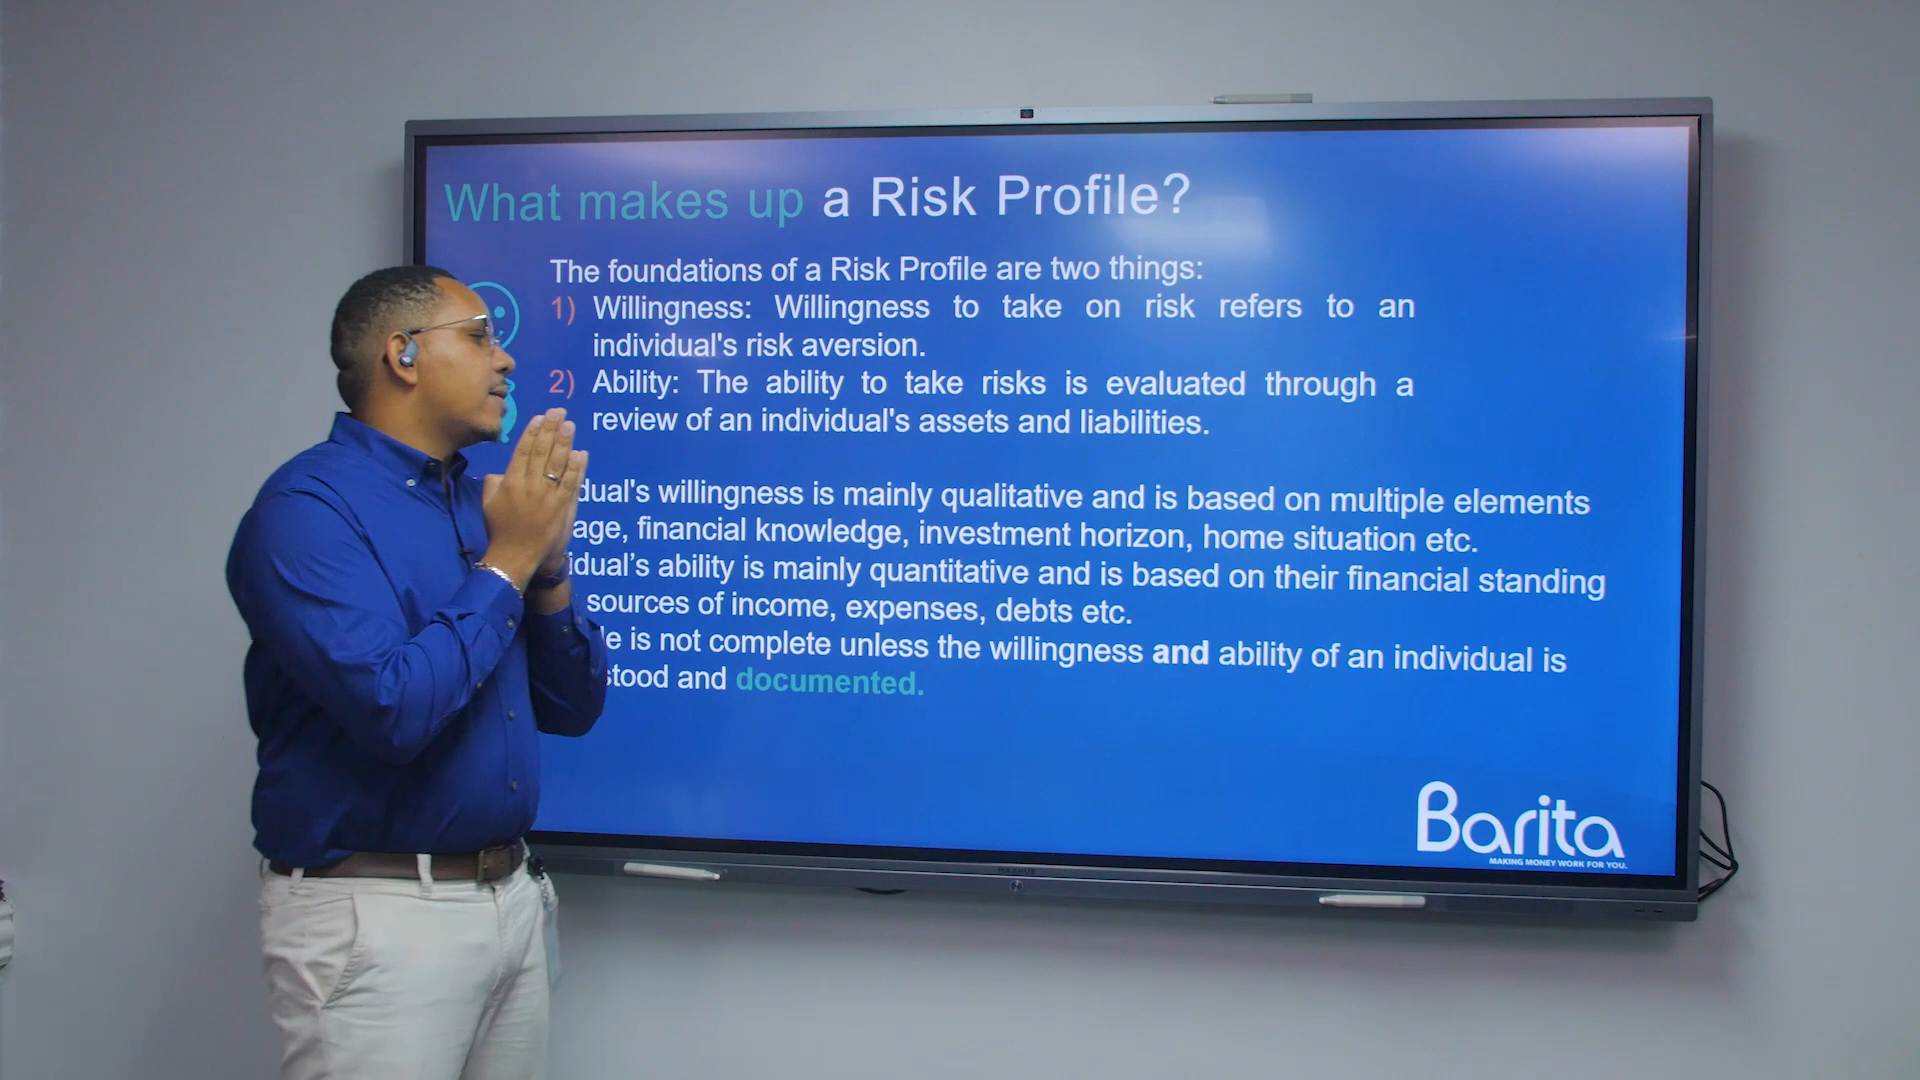 What makes up a Risk Profile?
The foundations of a Risk Profile are two things:
1) Willingness: Willingness to take on risk refers to an
individual's risk aversion.
2) Ability: The ability to take risks is evaluated through a
review of an individual's assets and liabilities.
dual's willingness is mainly qualitative and is based on multiple elements
age, financial knowledge, investment horizon, home situation etc.
idual’s ability is mainly quantitative and is based on their financial standing
sources of income, expenses, debts etc.
le is not complete unless the willingness and ability of an individual is
stood and documented.
Barita
MAKING MONEY WORK FOR YOU.
MAXHUB